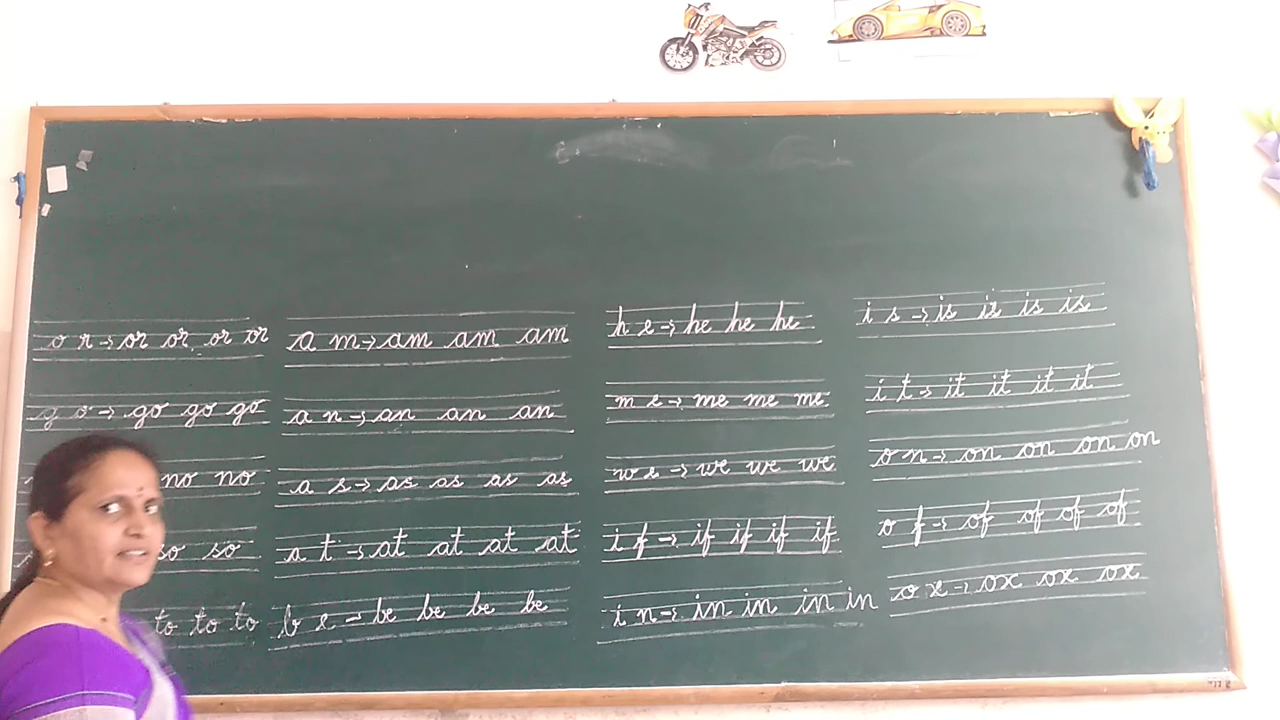 o r → or or or or
g o → go go go
no no
so so
to to to
a m → am am am
a n → an an an
a s → as as as as
a t → at at at at
b e → be be be be
h e → he he he
m e → me me me
w e → we we we
i f → if if if if
i n → in in in in
i s → is is is is
i t → it it it it
o n → on on on on
o f → of of of of
o x → ox ox ox